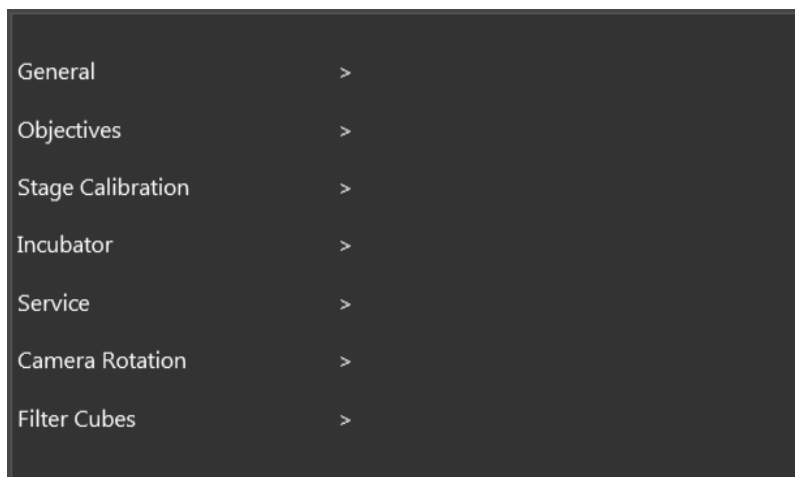 General >
Objectives >
Stage Calibration >
Incubator >
Service >
Camera Rotation >
Filter Cubes >